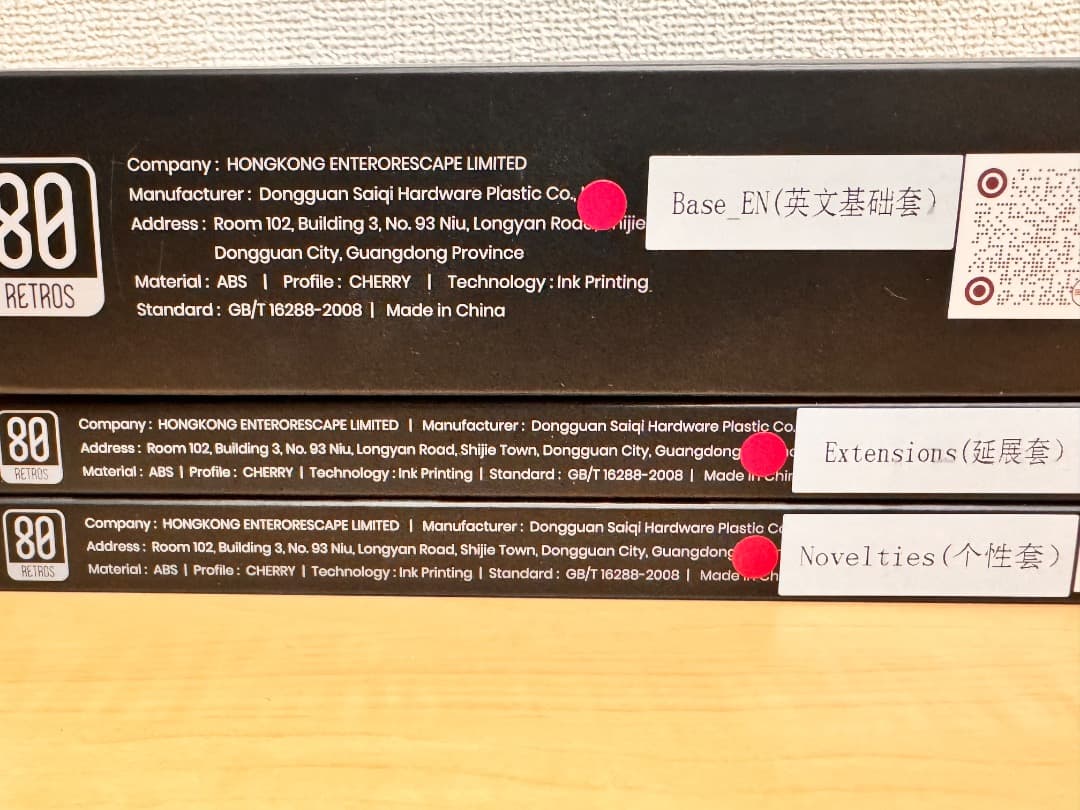 80
RETROS
Company : HONGKONG ENTERORESCAPE LIMITED
Manufacturer : Dongguan Saiqi Hardware Plastic Co.,
Address : Room 102, Building 3, No. 93 Niu, Longyan
Dongguan City, Guangdong Province
Material : ABS | Profile : CHERRY | Technology : Ink Printing
Standard : GB/T 16288-2008 | Made in China
Base_EN(英文基础套)
80
RETROS
Company : HONGKONG ENTERORESCAPE LIMITED | Manufacturer : Dongguan Saiqi Hardware Plastic Co.
Address : Room 102, Building 3, No. 93 Niu, Longyan Road, Shijie Town, Dongguan City, Guangdong
Material : ABS | Profile : CHERRY | Technology : Ink Printing | Standard : GB/T 16288-2008 | Made
Extensions(延展套)
80
RETROS
Company : HONGKONG ENTERORESCAPE LIMITED | Manufacturer : Dongguan Saiqi Hardware Plastic
Address : Room 102, Building 3, No. 93 Niu, Longyan Road, Shijie Town, Dongguan City, Guangdong
Material : ABS | Profile : CHERRY | Technology : Ink Printing | Standard : GB/T 16288-2008 | Made
Novelties(个性套)